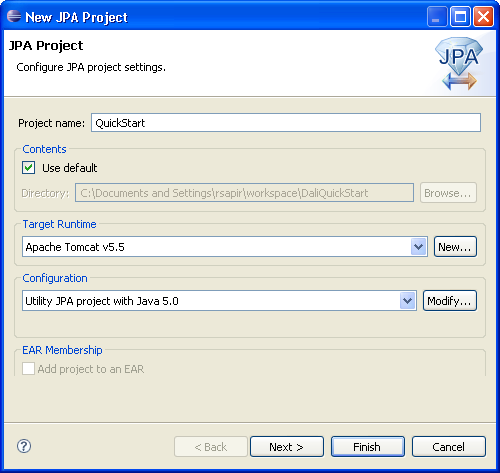 New JPA Project
JPA Project
Configure JPA project settings.
JPA
Project name: QuickStart
Contents
Use default
Directory: C:\Documents and Settings\rsapir\workspace\DaliQuickStart Browse...
Target Runtime
Apache Tomcat v5.5 New...
Configuration
Utility JPA project with Java 5.0 Modify...
EAR Membership
Add project to an EAR
? < Back Next > Finish Cancel